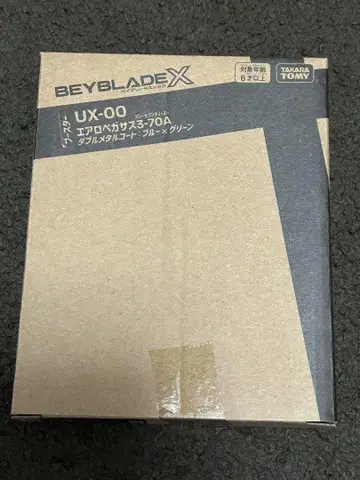 BEYBLADE X
ベイブレードエックス
対象年齢
6才以上
TAKARA
TOMY
ブースター
UX-00
エアロペガサス3-70A
ダブルメタルコート:ブルー×グリーン